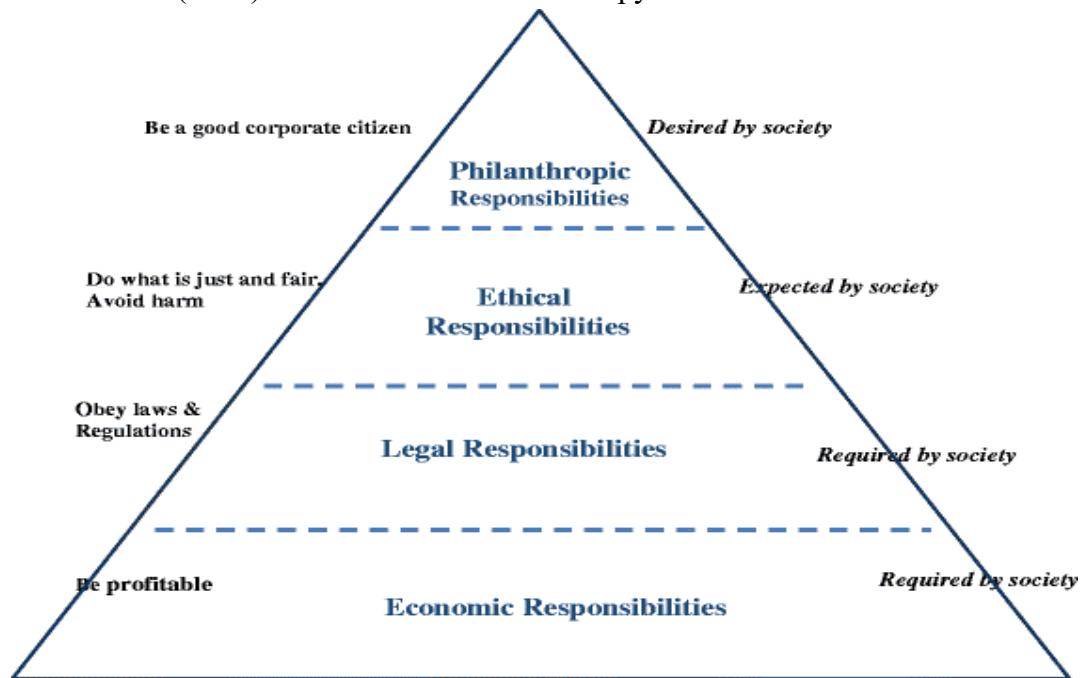 Be a good corporate citizen
Desired by society
Philanthropic
Responsibilities
Do what is just and fair,
Avoid harm
Expected by society
Ethical
Responsibilities
Obey laws &
Regulations
Legal Responsibilities
Required by society
Be profitable
Required by society
Economic Responsibilities